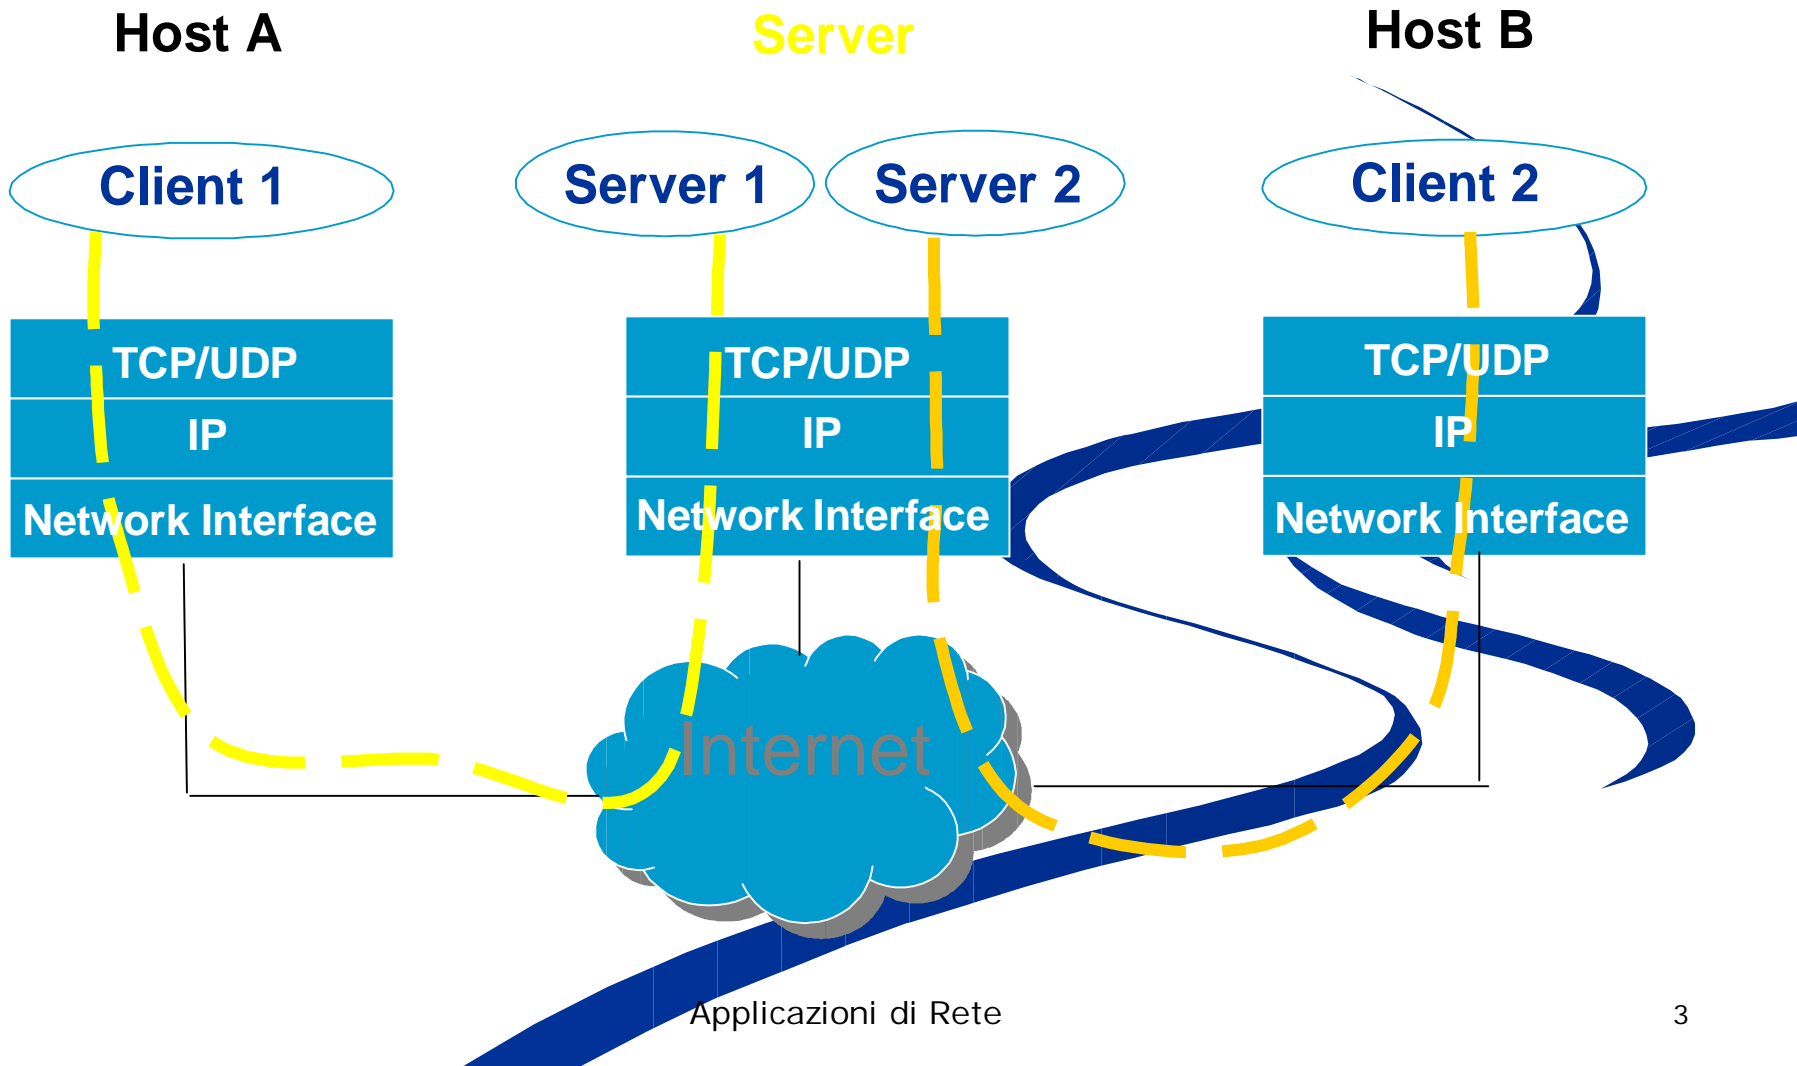 Host A
Server
Host B
Client 1
Server 1
Server 2
Client 2
TCP/UDP
IP
Network Interface
TCP/UDP
IP
Network Interface
TCP/UDP
IP
Network Interface
Internet
Applicazioni di Rete
3